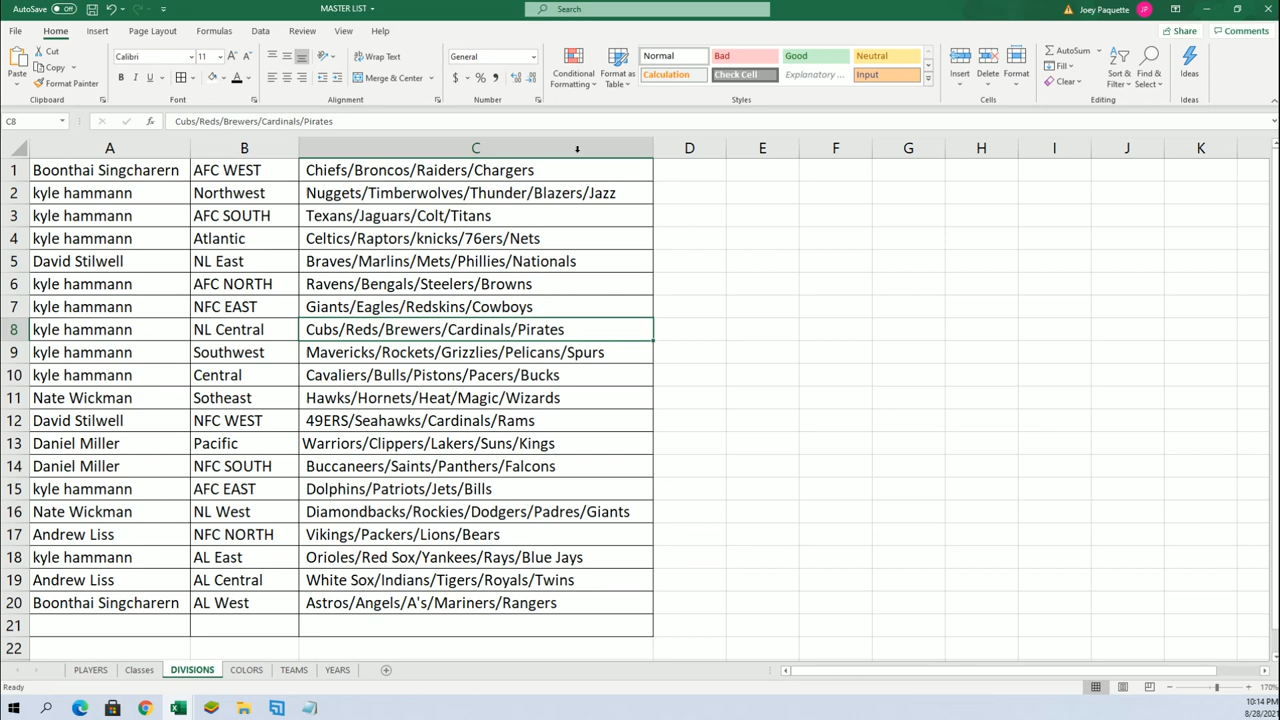 AutoSave Off MASTER LIST Search Joey Paquette JP
File Home Insert Page Layout Formulas Data Review View Help Share Comments
Cut Calibri 11 Wrap Text General Normal Bad Good Neutral AutoSum
Copy Fill
Format Painter Merge & Center Calculation Check Cell Explanatory ... Input Clear
Paste Conditional Formatting Format as Table Insert Delete Format Sort & Filter Find & Select Ideas
Clipboard Font Alignment Number Styles Cells Editing Ideas
C8 fx Cubs/Reds/Brewers/Cardinals/Pirates
A B C D E F G H I J K
1 Boonthai Singcharern AFC WEST Chiefs/Broncos/Raiders/Chargers
2 kyle hammann Northwest Nuggets/Timberwolves/Thunder/Blazers/Jazz
3 kyle hammann AFC SOUTH Texans/Jaguars/Colt/Titans
4 kyle hammann Atlantic Celtics/Raptors/knicks/76ers/Nets
5 David Stilwell NL East Braves/Marlins/Mets/Phillies/Nationals
6 kyle hammann AFC NORTH Ravens/Bengals/Steelers/Browns
7 kyle hammann NFC EAST Giants/Eagles/Redskins/Cowboys
8 kyle hammann NL Central Cubs/Reds/Brewers/Cardinals/Pirates
9 kyle hammann Southwest Mavericks/Rockets/Grizzlies/Pelicans/Spurs
10 kyle hammann Central Cavaliers/Bulls/Pistons/Pacers/Bucks
11 Nate Wickman Sotheast Hawks/Hornets/Heat/Magic/Wizards
12 David Stilwell NFC WEST 49ERS/Seahawks/Cardinals/Rams
13 Daniel Miller Pacific Warriors/Clippers/Lakers/Suns/Kings
14 Daniel Miller NFC SOUTH Buccaneers/Saints/Panthers/Falcons
15 kyle hammann AFC EAST Dolphins/Patriots/Jets/Bills
16 Nate Wickman NL West Diamondbacks/Rockies/Dodgers/Padres/Giants
17 Andrew Liss NFC NORTH Vikings/Packers/Lions/Bears
18 kyle hammann AL East Orioles/Red Sox/Yankees/Rays/Blue Jays
19 Andrew Liss AL Central White Sox/Indians/Tigers/Royals/Twins
20 Boonthai Singcharern AL West Astros/Angels/A's/Mariners/Rangers
21
22
PLAYERS Classes DIVISIONS COLORS TEAMS YEARS
Ready 170%
10:14 PM
8/28/2021